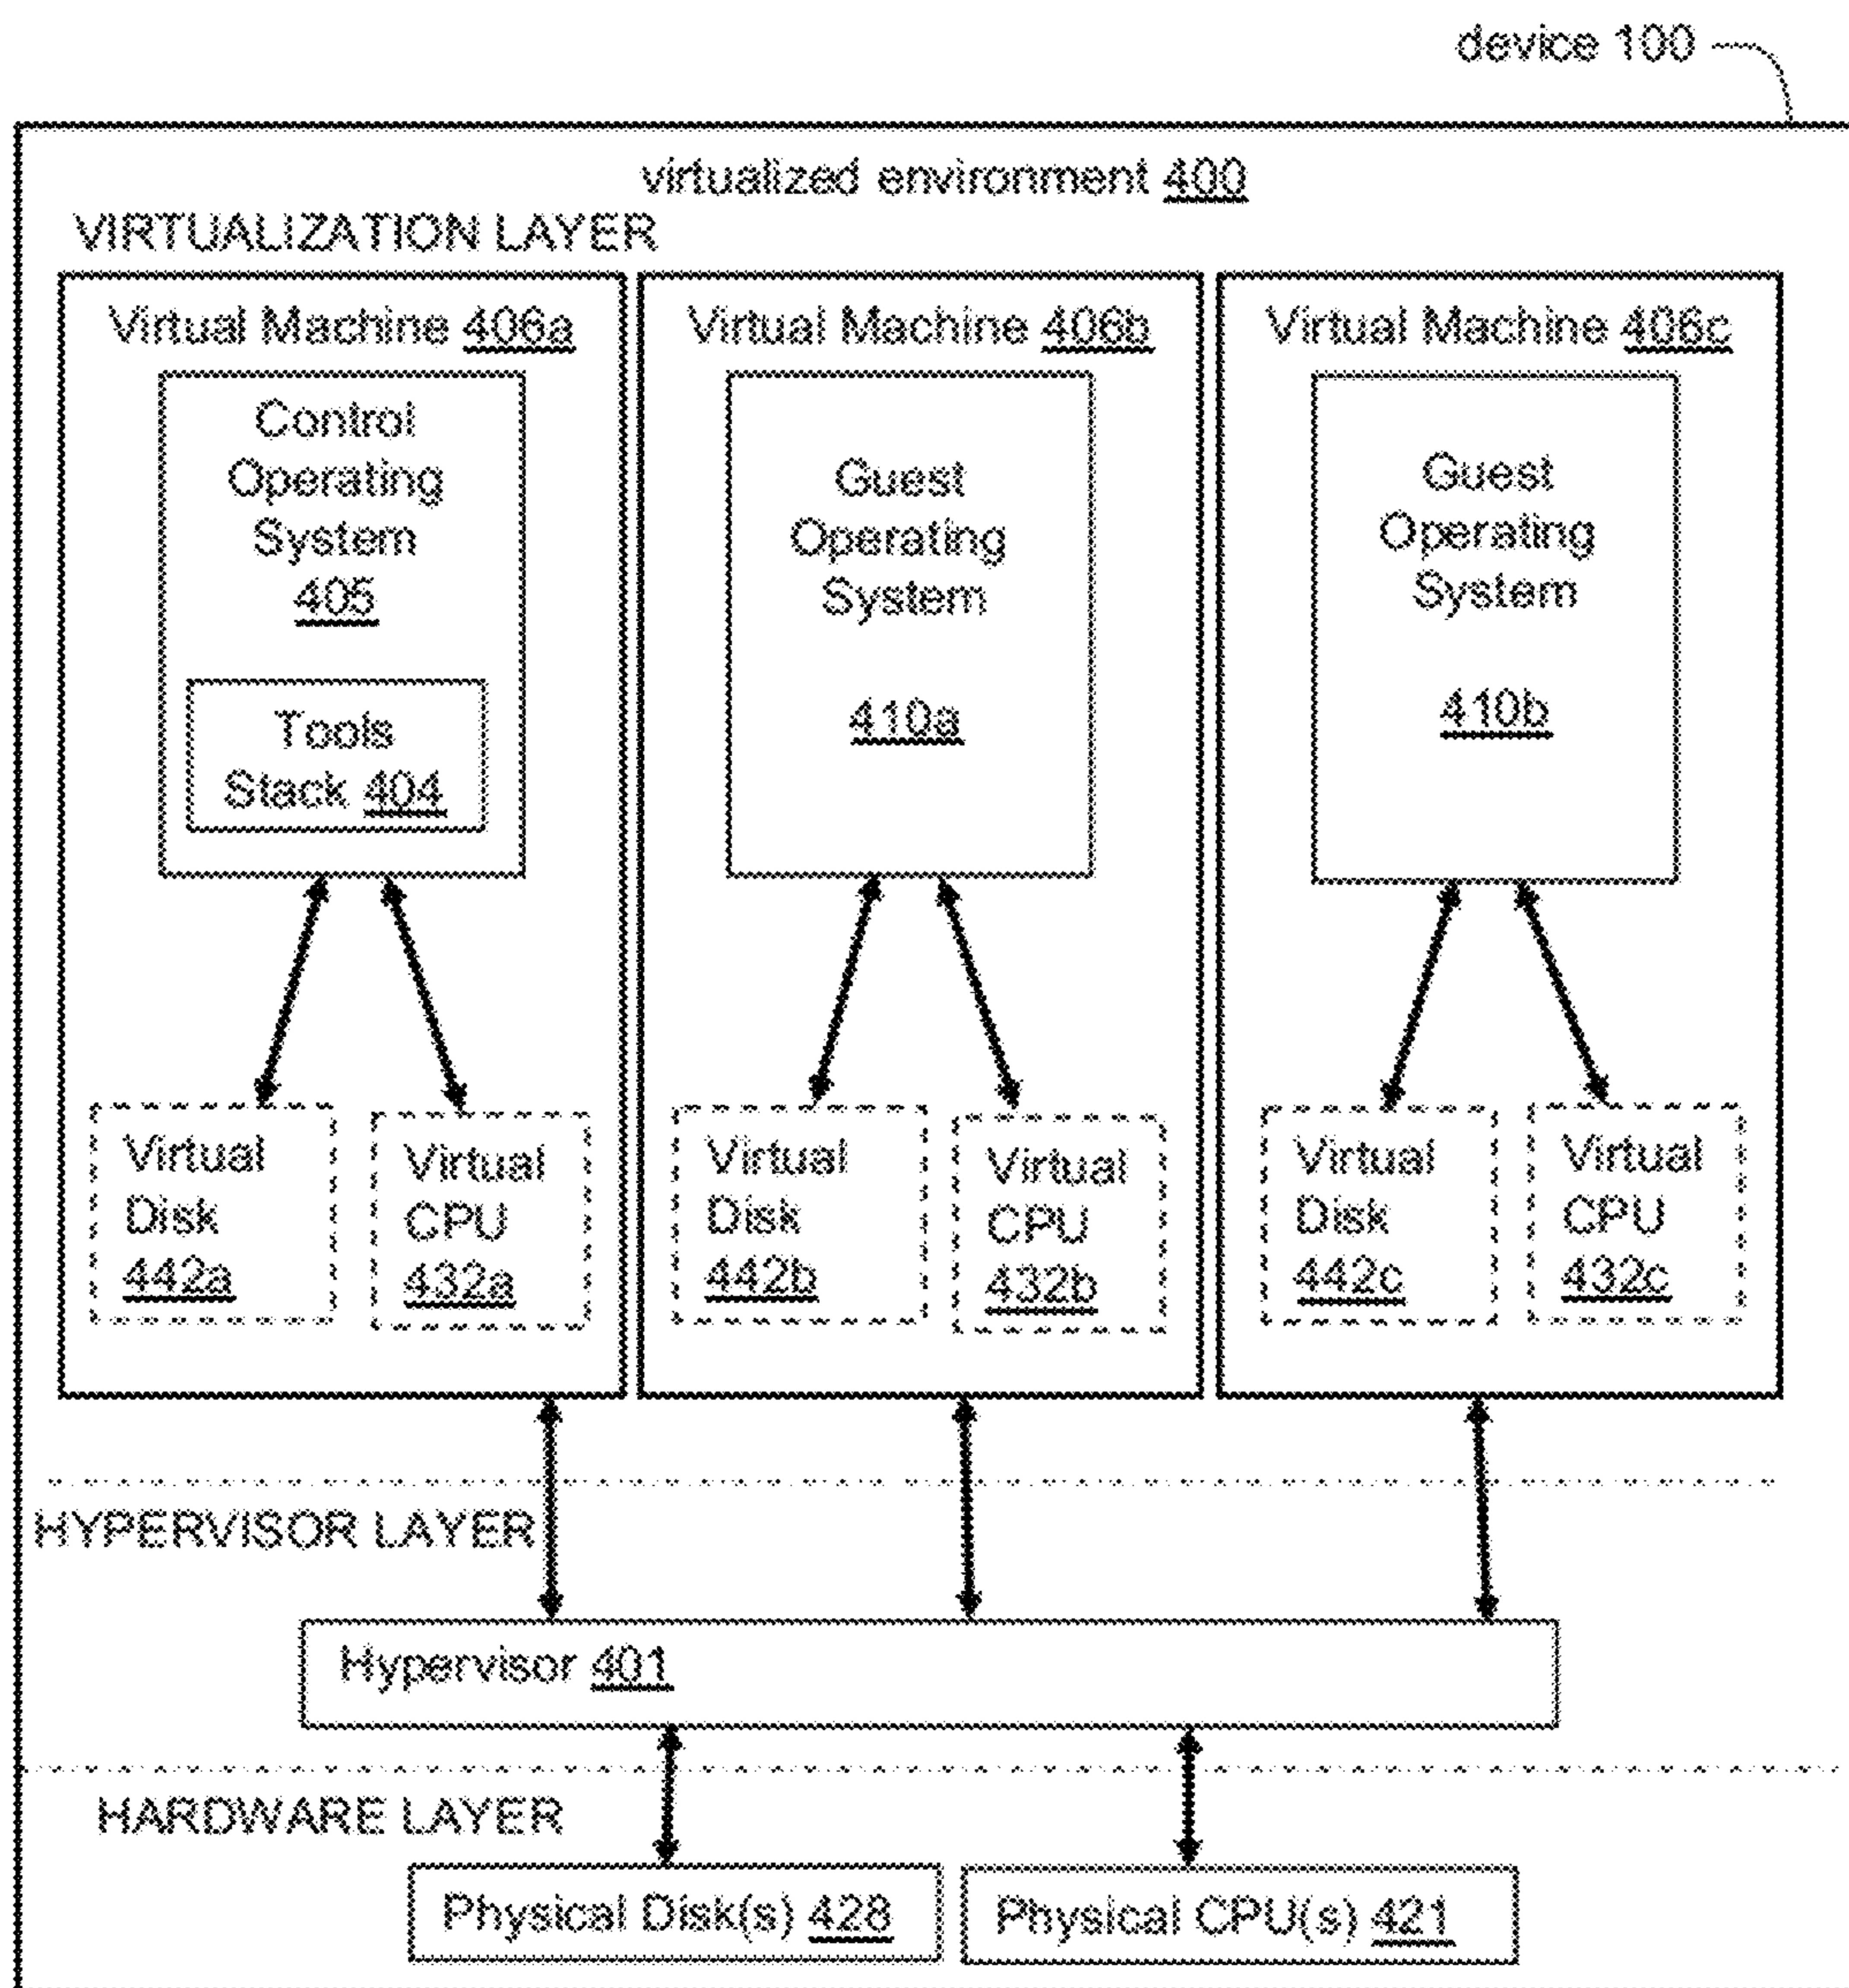 device 100
virtualized environment 400
VIRTUALIZATION LAYER
Virtual Machine 406a
Control
Operating
System
405
Tools
Stack 404
Virtual
Disk
442a
Virtual
CPU
432a
Virtual Machine 406b
Guest
Operating
System
410a
Virtual
Disk
442b
Virtual
CPU
432b
Virtual Machine 406c
Guest
Operating
System
410b
Virtual
Disk
442c
Virtual
CPU
432c
HYPERVISOR LAYER
Hypervisor 401
HARDWARE LAYER
Physical Disk(s) 428
Physical CPU(s) 421